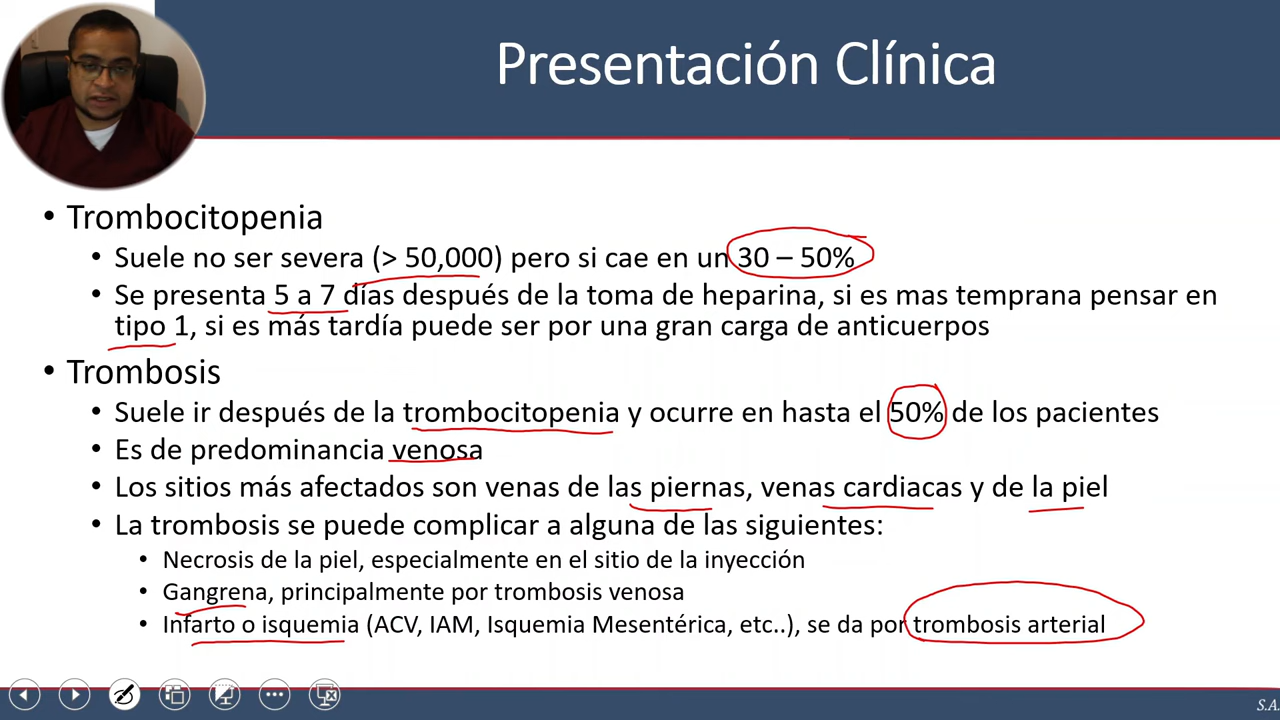 Presentación Clínica
• Trombocitopenia
• Suele no ser severa (> 50,000) pero si cae en un 30 – 50%
• Se presenta 5 a 7 días después de la toma de heparina, si es mas temprana pensar en
tipo 1, si es más tardía puede ser por una gran carga de anticuerpos
• Trombosis
• Suele ir después de la trombocitopenia y ocurre en hasta el 50% de los pacientes
• Es de predominancia venosa
• Los sitios más afectados son venas de las piernas, venas cardiacas y de la piel
• La trombosis se puede complicar a alguna de las siguientes:
• Necrosis de la piel, especialmente en el sitio de la inyección
• Gangrena, principalmente por trombosis venosa
• Infarto o isquemia (ACV, IAM, Isquemia Mesentérica, etc..), se da por trombosis arterial
S.A.